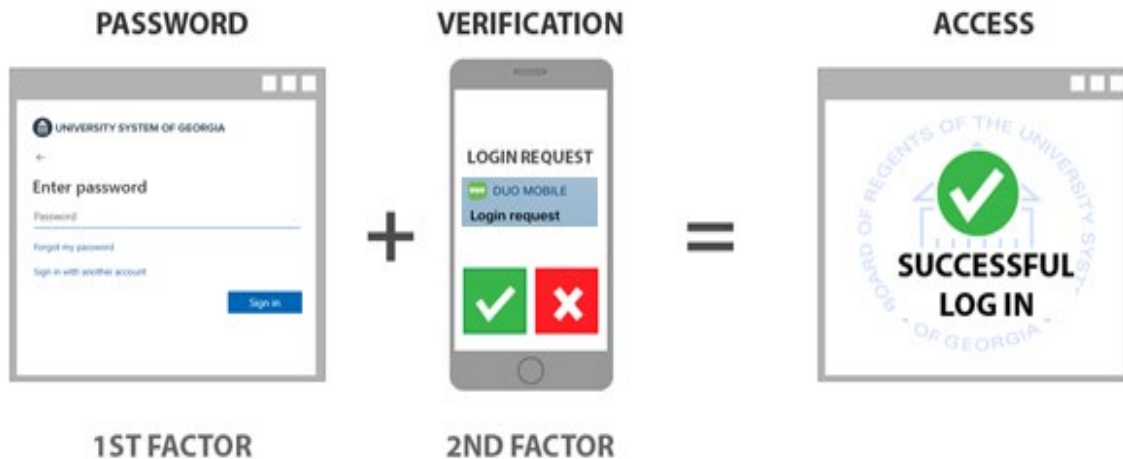 PASSWORD
VERIFICATION
ACCESS
UNIVERSITY SYSTEM OF GEORGIA
Enter password
Password
Forgot my password
Sign in with another account
Sign in
+
LOGIN REQUEST
DUO MOBILE
Login request
=
BOARD OF REGENTS OF THE UNIVERSITY SYST
OF GEORGIA
SUCCESSFUL
LOG IN
1ST FACTOR
2ND FACTOR